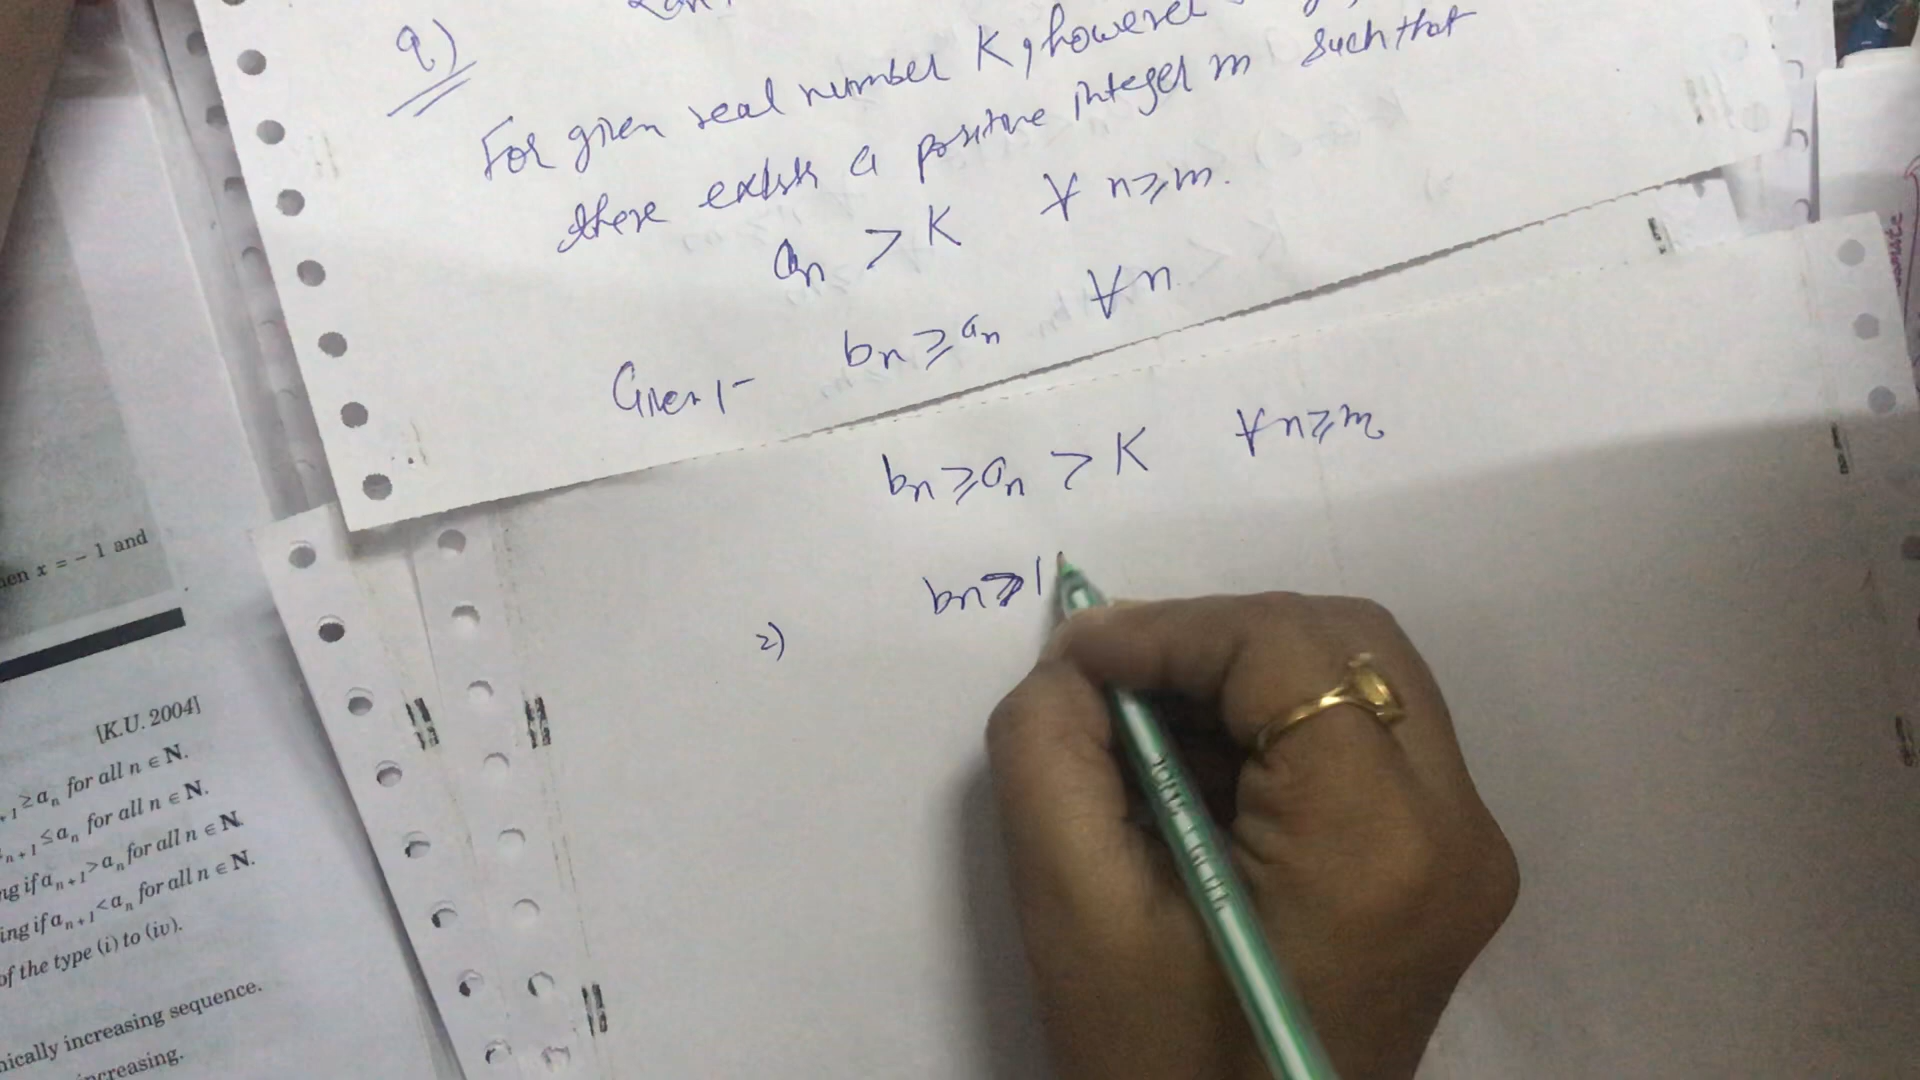 q)
For given real number K, however
there exists a positive integer m such that
an > K ∀ n≥m.
Given:- bn ≥ an ∀n
bn ≥ an > K ∀n≥m
2) bn >
hen x = – 1 and
[K.U. 2004]
+1 ≥ an for all n ∈ N.
n+1 ≤ an for all n ∈ N.
ng if an+1 > an for all n ∈ N.
ing if an+1 < an for all n ∈ N.
of the type (i) to (iv).
nically increasing sequence.
creasing.